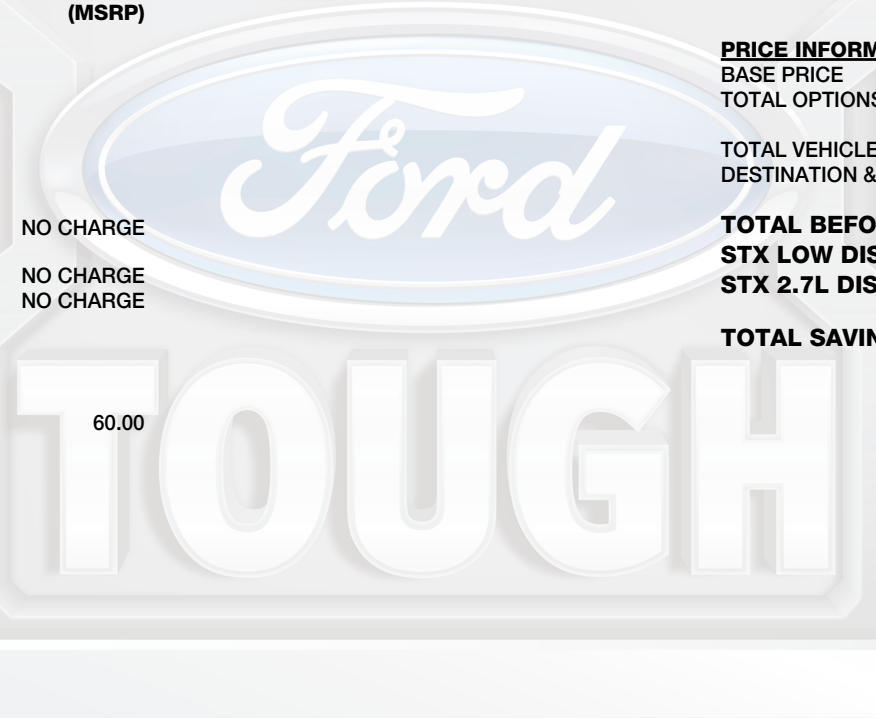 (MSRP)
NO CHARGE
NO CHARGE
NO CHARGE
60.00
PRICE INFORM
BASE PRICE
TOTAL OPTIONS
TOTAL VEHICLE
DESTINATION &
TOTAL BEFO
STX LOW DIS
STX 2.7L DIS
TOTAL SAVIN
Ford
TOUGH